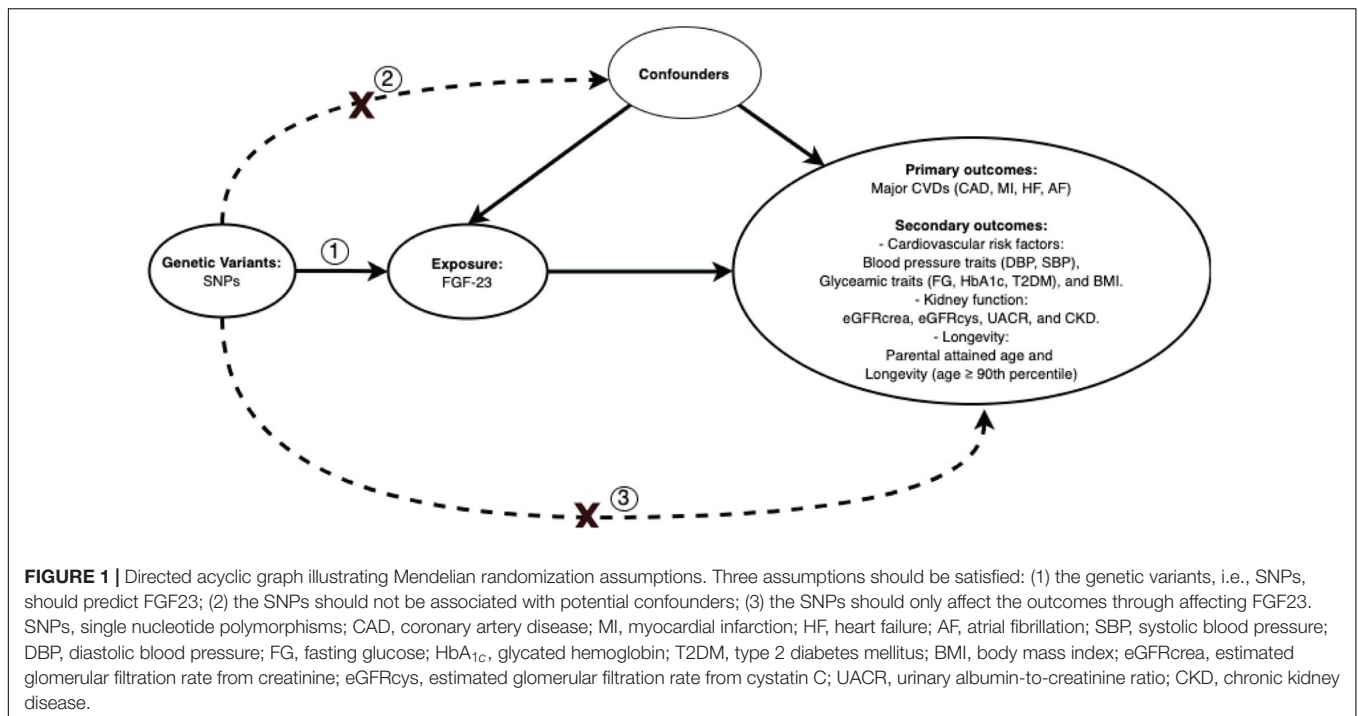 ②
Confounders
X
Primary outcomes:
Major CVDs (CAD, MI, HF, AF)
Secondary outcomes:
- Cardiovascular risk factors:
Blood pressure traits (DBP, SBP),
Glyceamic traits (FG, HbA1c, T2DM), and BMI.
- Kidney function:
eGFRcrea, eGFRcys, UACR, and CKD.
- Longevity:
Parental attained age and
Longevity (age ≥ 90th percentile)
①
Genetic Variants:
SNPs
Exposure:
FGF-23
③
X
FIGURE 1 | Directed acyclic graph illustrating Mendelian randomization assumptions. Three assumptions should be satisfied: (1) the genetic variants, i.e., SNPs,
should predict FGF23; (2) the SNPs should not be associated with potential confounders; (3) the SNPs should only affect the outcomes through affecting FGF23.
SNPs, single nucleotide polymorphisms; CAD, coronary artery disease; MI, myocardial infarction; HF, heart failure; AF, atrial fibrillation; SBP, systolic blood pressure;
DBP, diastolic blood pressure; FG, fasting glucose; HbA1c, glycated hemoglobin; T2DM, type 2 diabetes mellitus; BMI, body mass index; eGFRcrea, estimated
glomerular filtration rate from creatinine; eGFRcys, estimated glomerular filtration rate from cystatin C; UACR, urinary albumin-to-creatinine ratio; CKD, chronic kidney
disease.